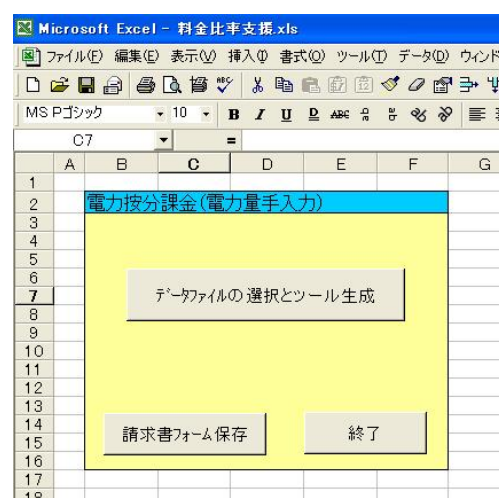 Microsoft Excel - 料金比率支援.xls
ファイル(F) 編集(E) 表示(V) 挿入(I) 書式(O) ツール(T) データ(D) ウィンド
MS Pゴシック 10 B I U D ABC
C7 =
A B C D E F G
1
2 電力按分課金(電力量手入力)
3
4
5
6
7 データファイルの選択とツール生成
8
9
10
11
12
13
14
15 請求書フォーム保存 終了
16
17
18